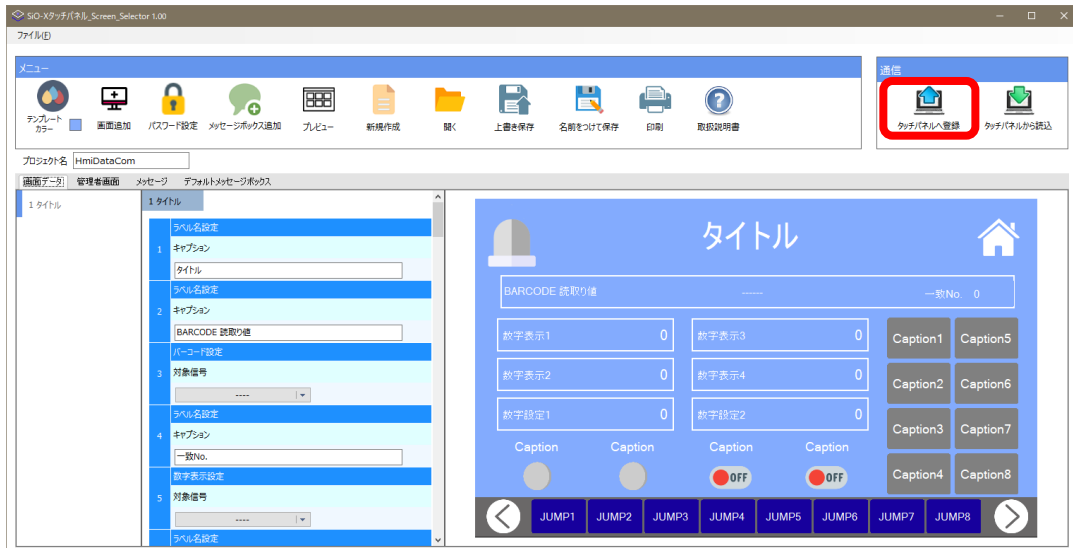 SiO-Xタッチパネル_Screen_Selector 1.00
ファイル(F)
メニュー
通信
テンプレート
カラー
画面追加
パスワード設定
メッセージボックス追加
プレビュー
新規作成
開く
上書き保存
名前をつけて保存
印刷
取扱説明書
タッチパネルへ登録
タッチパネルから読込
プロジェクト名 HmiDataCom
画面データ 管理者画面 メッセージ デフォルトメッセージボックス
1 タイトル
1 タイトル
ラベル名設定
1 キャプション
タイトル
ラベル名設定
2 キャプション
BARCODE 読取り値
バーコード設定
3 対象信号
----
ラベル名設定
4 キャプション
一致No.
数字表示設定
5 対象信号
----
ラベル名設定
タイトル
BARCODE 読取り値 ------ 一致No. 0
数字表示1 0 数字表示3 0
数字表示2 0 数字表示4 0
数字設定1 0 数字設定2 0
Caption1 Caption5
Caption2 Caption6
Caption3 Caption7
Caption4 Caption8
Caption Caption Caption Caption
OFF OFF
JUMP1 JUMP2 JUMP3 JUMP4 JUMP5 JUMP6 JUMP7 JUMP8